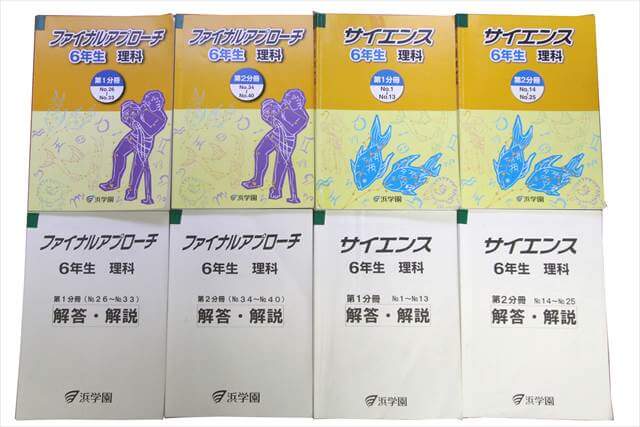 ファイナルアプローチ
6年生 理科
第1分冊
No.26
〜
No.33
浜学園
ファイナルアプローチ
6年生 理科
第2分冊
No.34
〜
No.40
浜学園
サイエンス
6年生 理科
第1分冊
No.1
〜
No.13
浜学園
サイエンス
6年生 理科
第2分冊
No.14
〜
No.25
浜学園
ファイナルアプローチ
6年生 理科
第1分冊(No.26〜No.33)
解答・解説
浜学園
ファイナルアプローチ
6年生 理科
第2分冊(No.34〜No.40)
解答・解説
浜学園
サイエンス
6年生 理科
第1分冊 No.1〜No.13
解答・解説
浜学園
サイエンス
6年生 理科
第2分冊 No.14〜No.25
解答・解説
浜学園